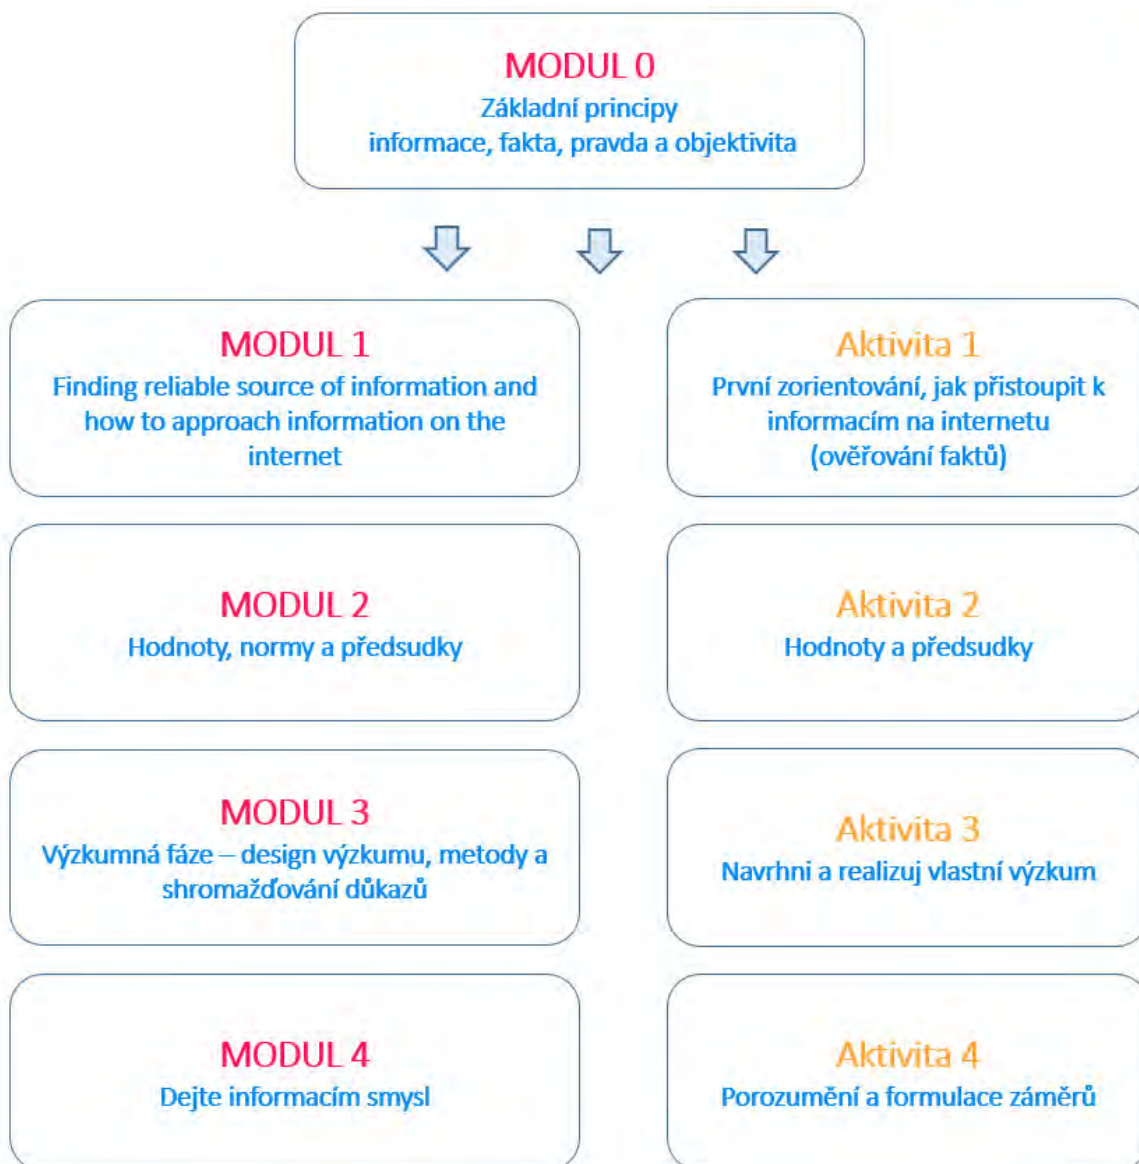 MODUL 0
Základní principy
informace, fakta, pravda a objektivita
MODUL 1
Finding reliable source of information and
how to approach information on the
internet
Aktivita 1
První zorientování, jak přistoupit k
informacím na internetu
(ověřování faktů)
MODUL 2
Hodnoty, normy a předsudky
Aktivita 2
Hodnoty a předsudky
MODUL 3
Výzkumná fáze – design výzkumu, metody a
shromažďování důkazů
Aktivita 3
Navrhni a realizuj vlastní výzkum
MODUL 4
Dejte informacím smysl
Aktivita 4
Porozumění a formulace záměrů